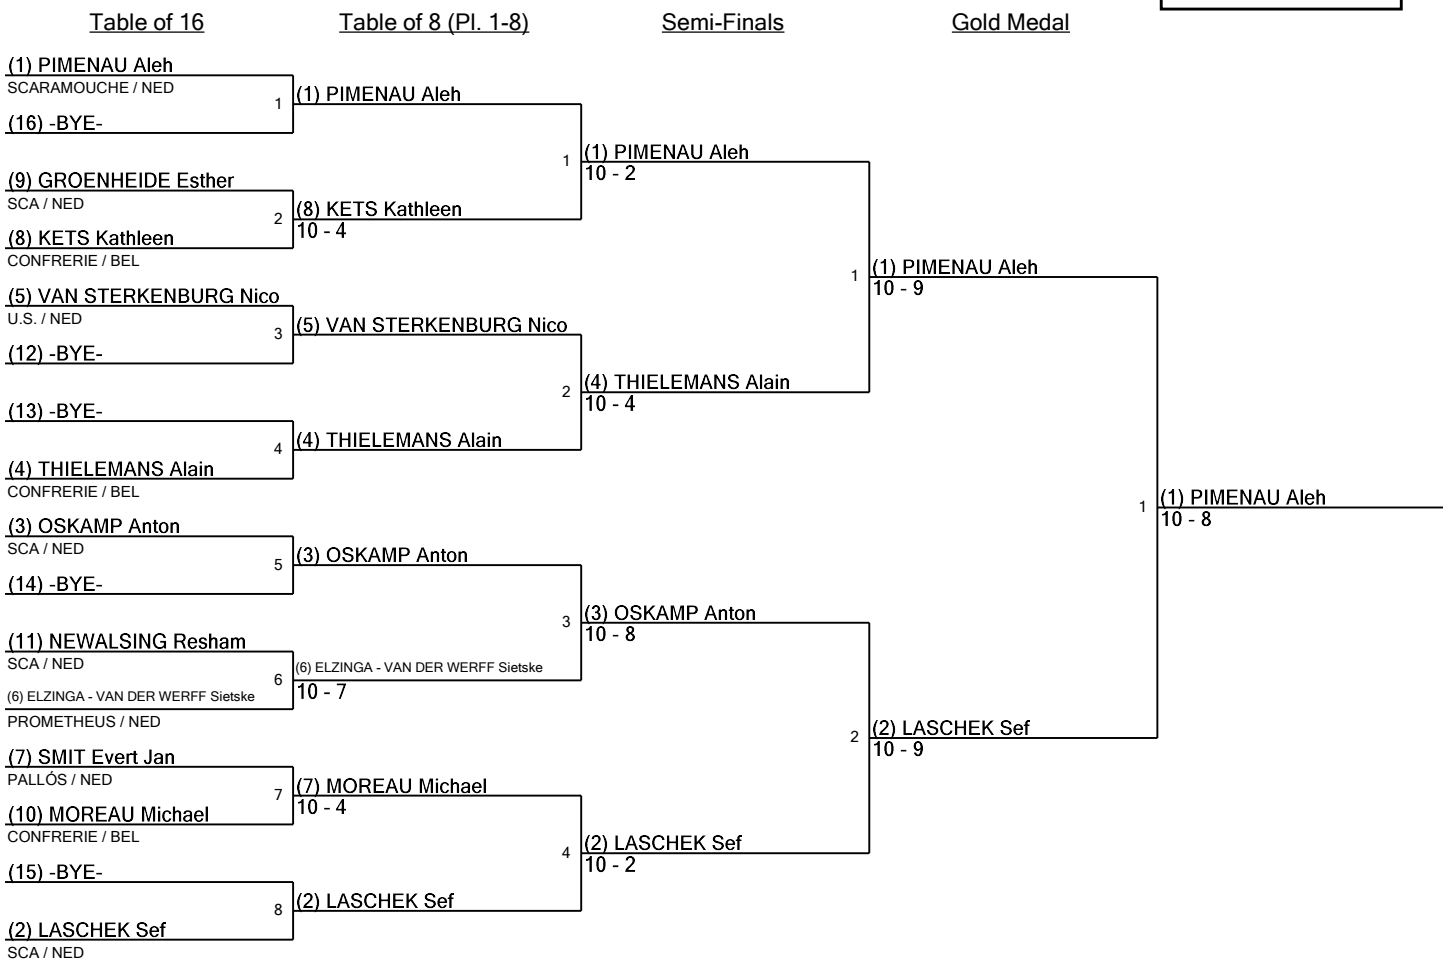 Table of 16
Table of 8 (Pl. 1-8)
Semi-Finals
Gold Medal
(1) PIMENAU Aleh
SCARAMOUCHE / NED
1
(16) -BYE-
(9) GROENHEIDE Esther
SCA / NED
2
(8) KETS Kathleen
CONFRERIE / BEL
(5) VAN STERKENBURG Nico
U.S. / NED
3
(12) -BYE-
(13) -BYE-
4
(4) THIELEMANS Alain
CONFRERIE / BEL
(3) OSKAMP Anton
SCA / NED
5
(14) -BYE-
(11) NEWALSING Resham
SCA / NED
6
(6) ELZINGA - VAN DER WERFF Sietske
PROMETHEUS / NED
(7) SMIT Evert Jan
PALLÓS / NED
7
(10) MOREAU Michael
CONFRERIE / BEL
(15) -BYE-
8
(2) LASCHEK Sef
SCA / NED
(1) PIMENAU Aleh
1
(8) KETS Kathleen
10 - 4
(5) VAN STERKENBURG Nico
2
(4) THIELEMANS Alain
(3) OSKAMP Anton
3
(6) ELZINGA - VAN DER WERFF Sietske
10 - 7
(7) MOREAU Michael
10 - 4
4
(2) LASCHEK Sef
(1) PIMENAU Aleh
10 - 2
1
(4) THIELEMANS Alain
10 - 4
(3) OSKAMP Anton
10 - 8
2
(2) LASCHEK Sef
10 - 2
(1) PIMENAU Aleh
10 - 9
1
(2) LASCHEK Sef
10 - 9
(1) PIMENAU Aleh
10 - 8